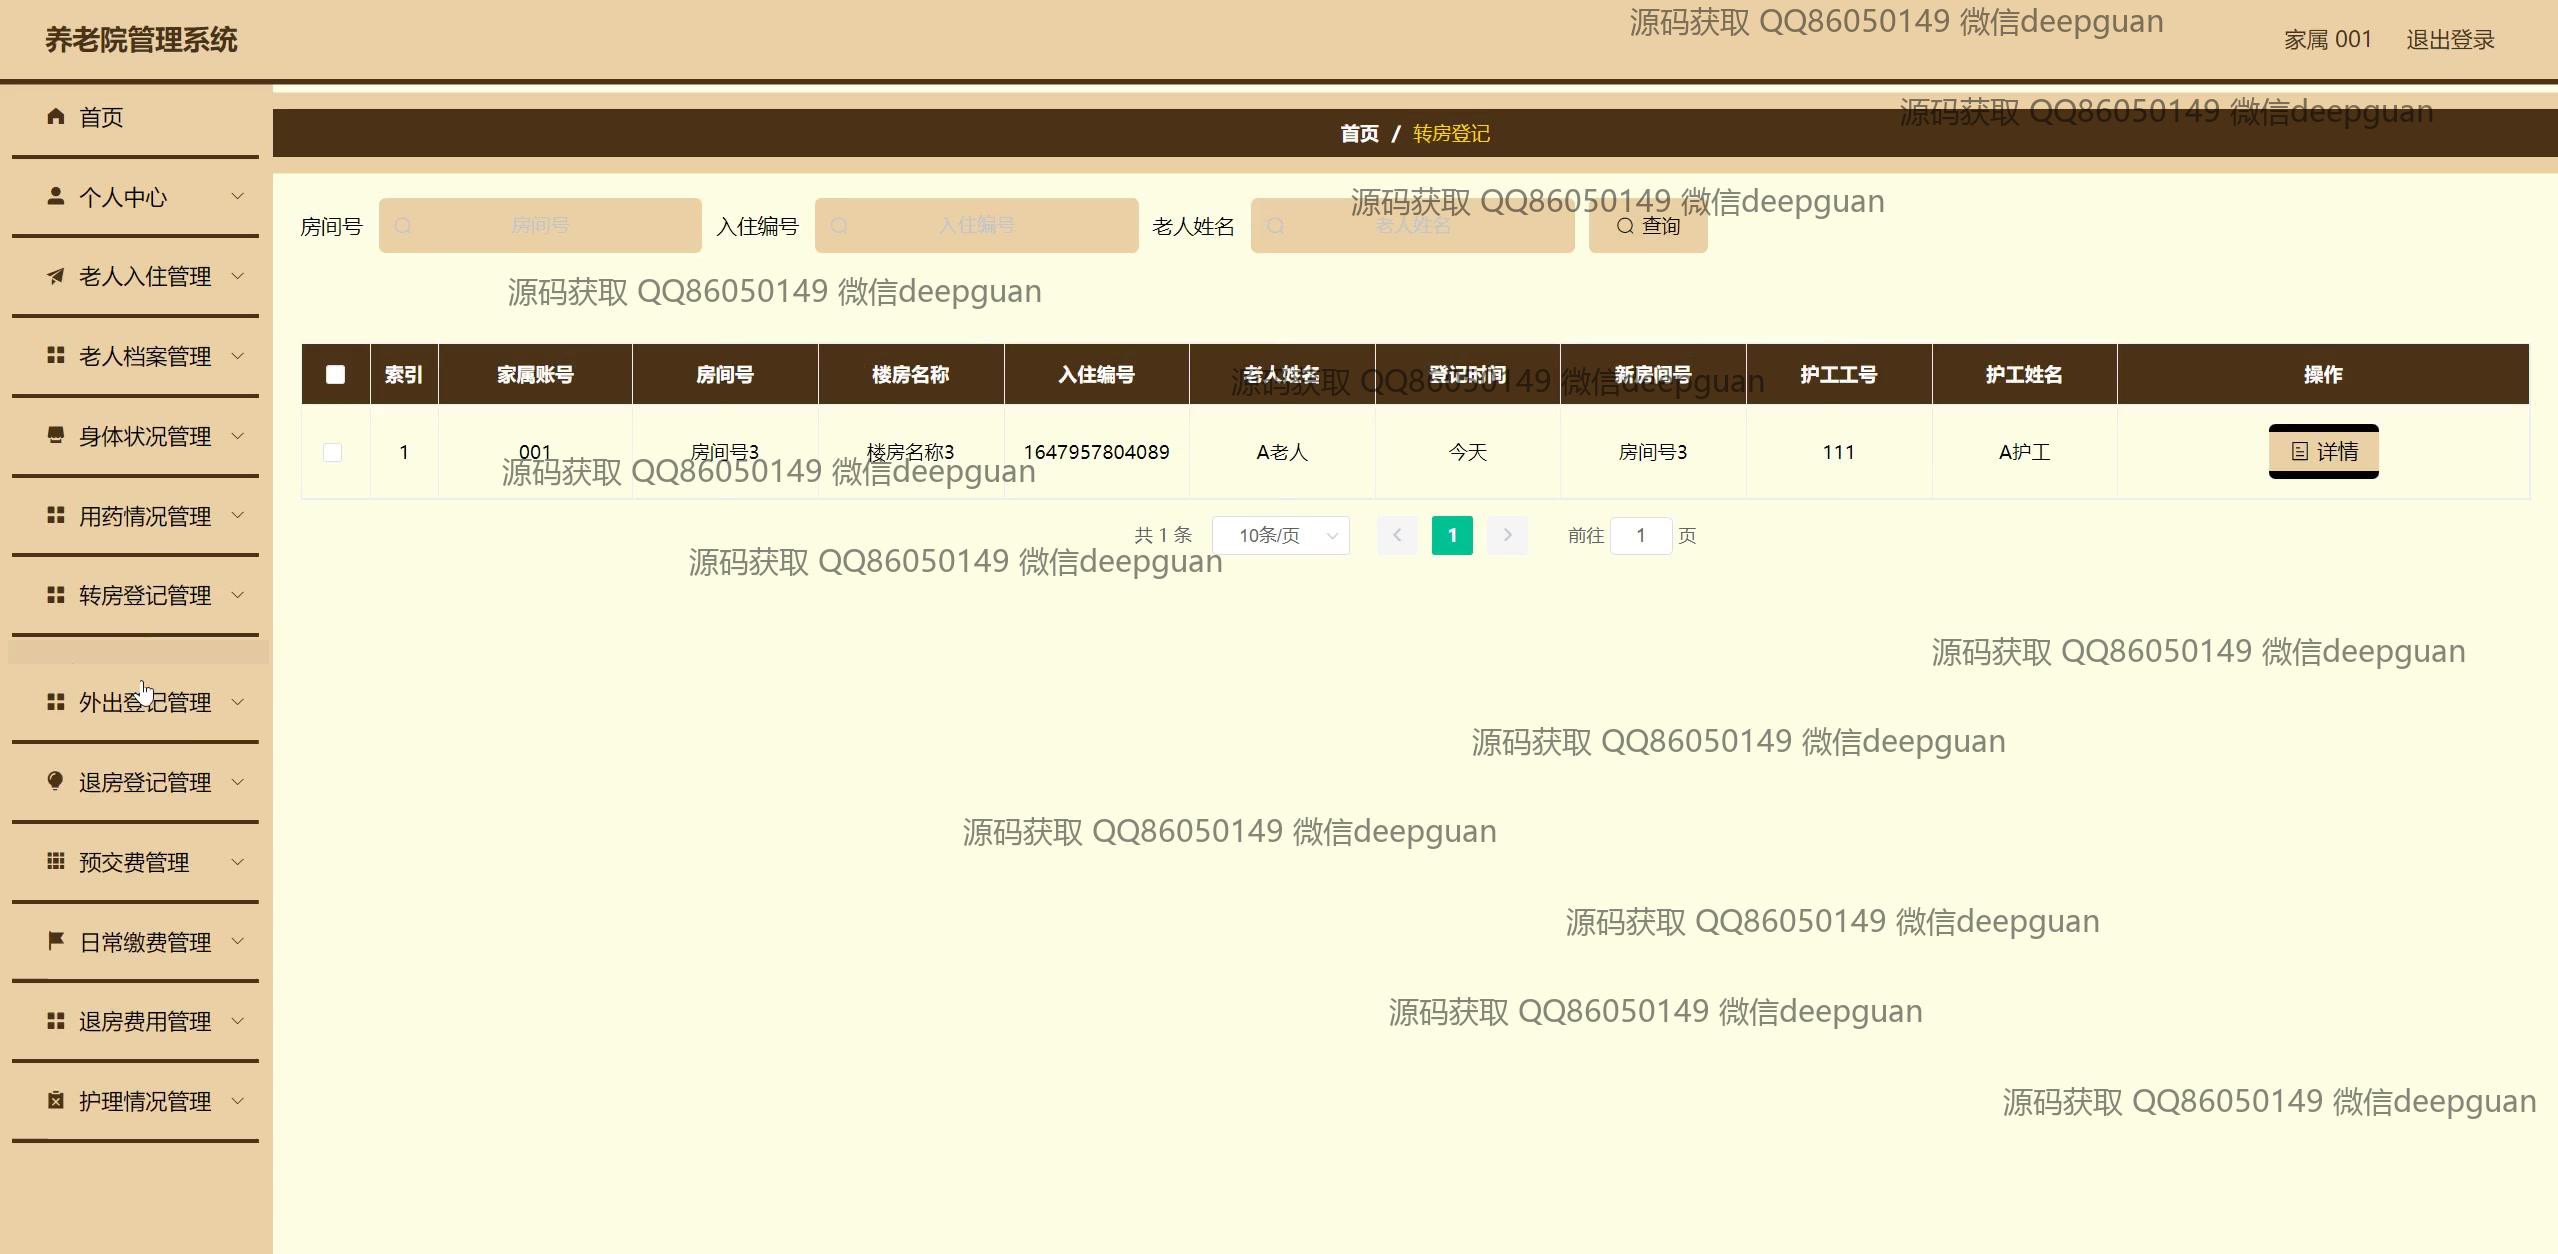 养老院管理系统
源码获取 QQ86050149 微信deepguan
家属 001 退出登录
首页
源码获取 QQ86050149 微信deepguan
首页 / 转房登记
个人中心
源码获取 QQ86050149 微信deepguan
房间号 房间号 入住编号 入住编号 老人姓名 老人姓名 查询
老人入住管理
源码获取 QQ86050149 微信deepguan
老人档案管理
索引 家属账号 房间号 楼房名称 入住编号 老人姓名 登记时间 新房间号 护工工号 护工姓名 操作
源码获取 QQ86050149 微信deepguan
身体状况管理
1 001 房间号3 楼房名称3 1647957804089 A老人 今天 房间号3 111 A护工 详情
源码获取 QQ86050149 微信deepguan
用药情况管理
共 1 条 10条/页 1 前往 1 页
源码获取 QQ86050149 微信deepguan
转房登记管理
源码获取 QQ86050149 微信deepguan
外出登记管理
源码获取 QQ86050149 微信deepguan
退房登记管理
源码获取 QQ86050149 微信deepguan
预交费管理
源码获取 QQ86050149 微信deepguan
日常缴费管理
源码获取 QQ86050149 微信deepguan
退房费用管理
源码获取 QQ86050149 微信deepguan
护理情况管理